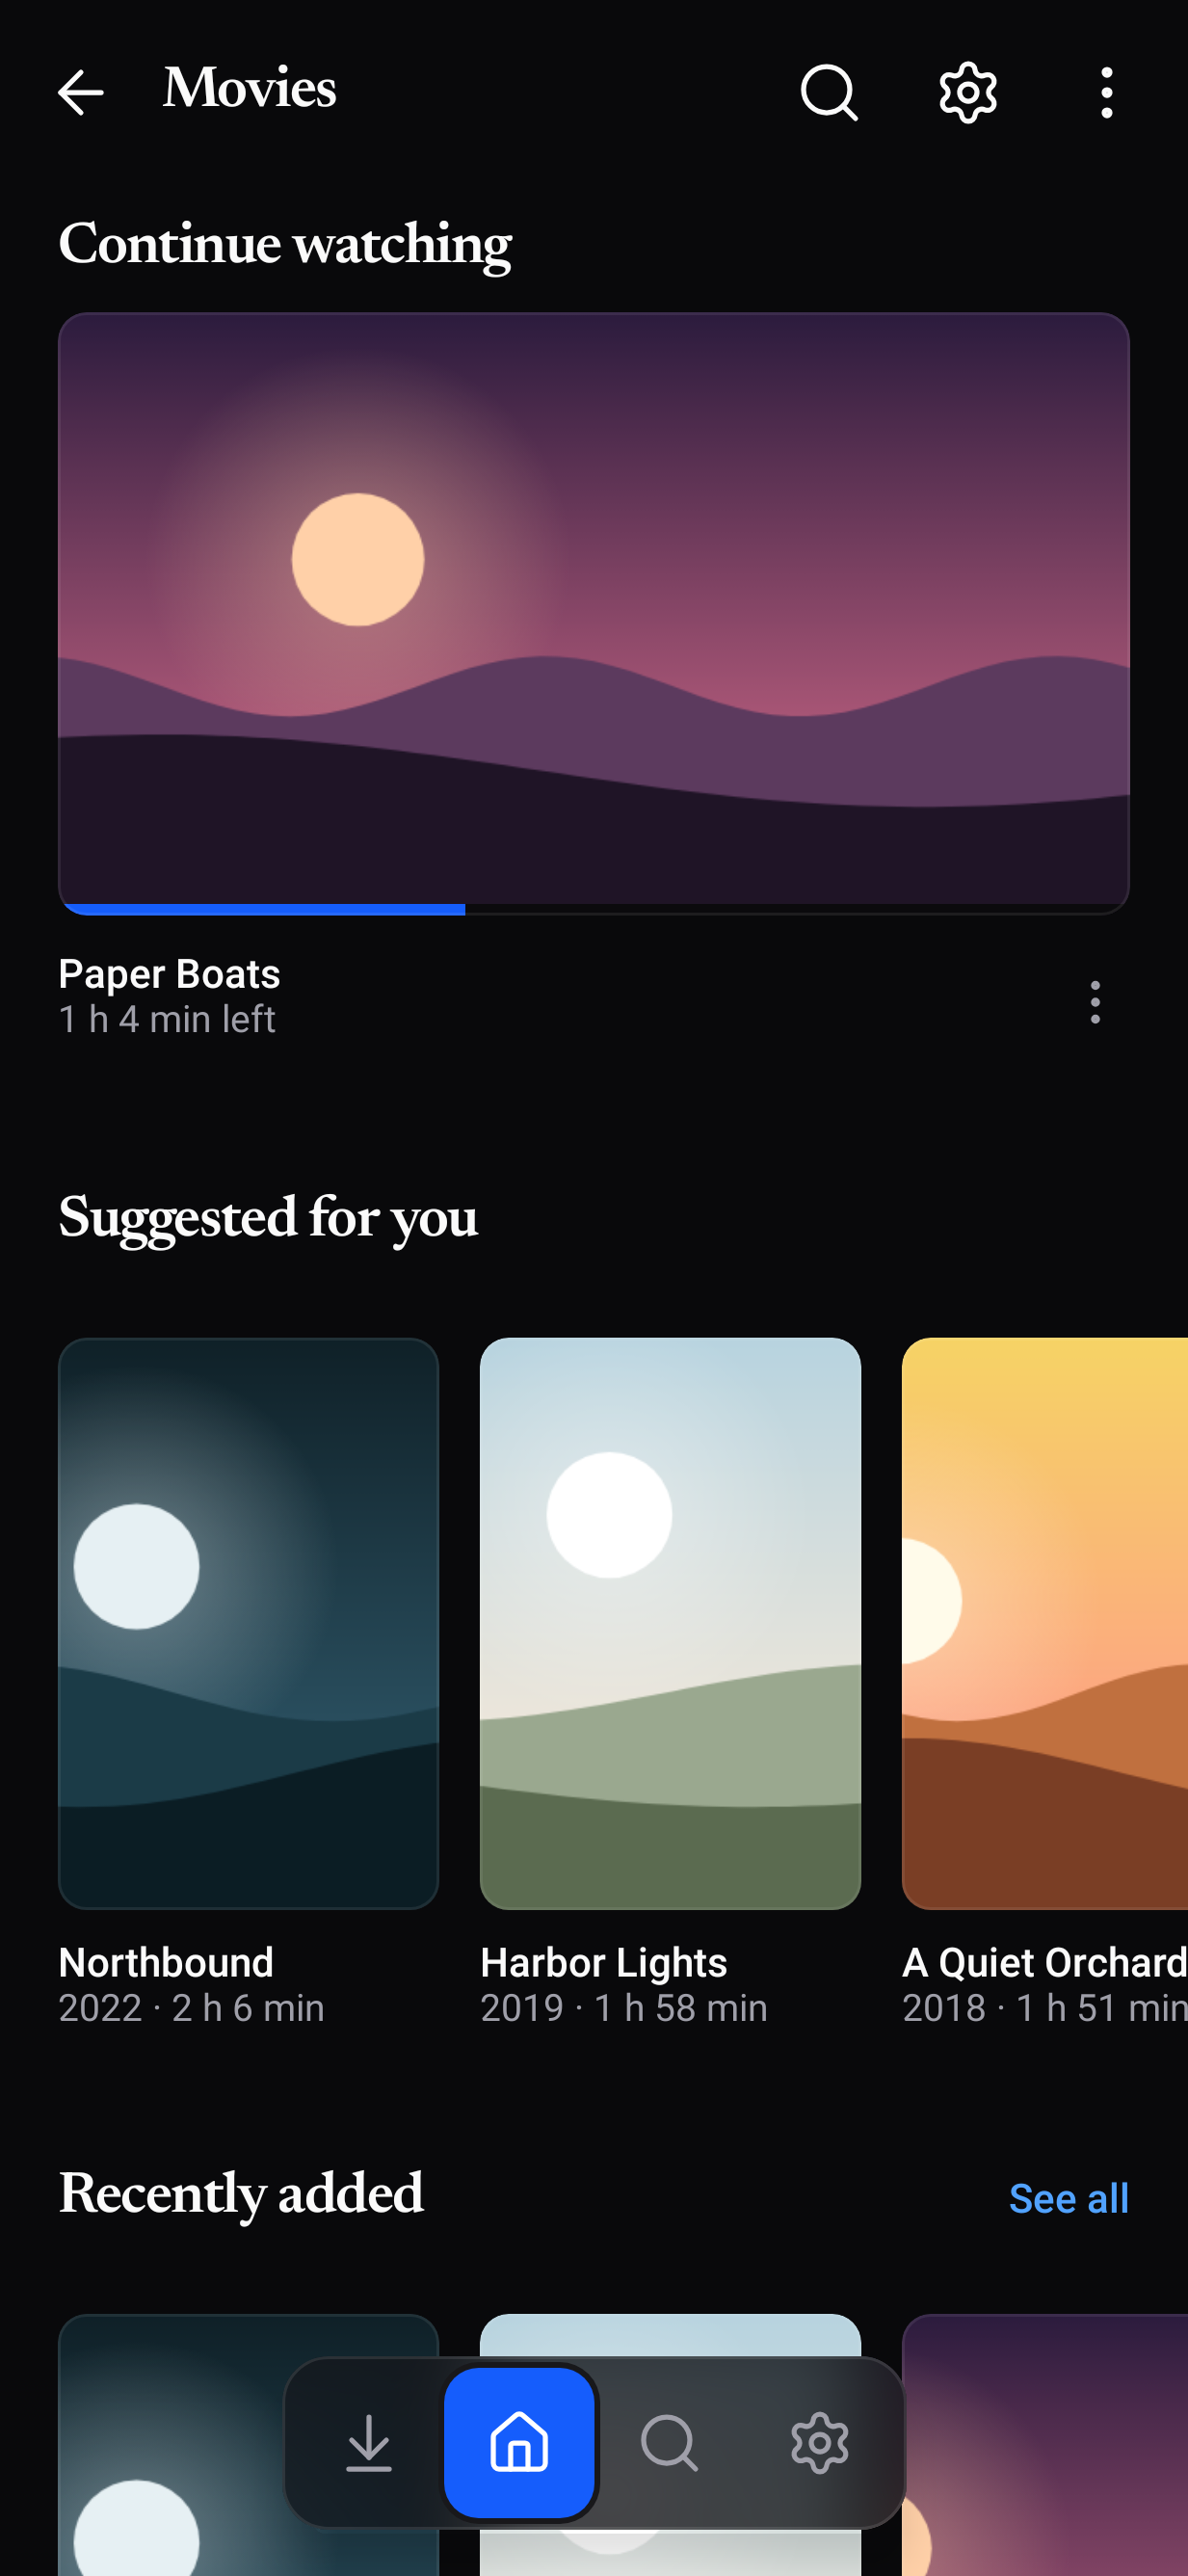 Movies
Continue watching
Paper Boats
1 h 4 min left
Suggested for you
Northbound
2022 · 2 h 6 min
Harbor Lights
2019 · 1 h 58 min
A Quiet Orchard
2018 · 1 h 51 min
Recently added
See all